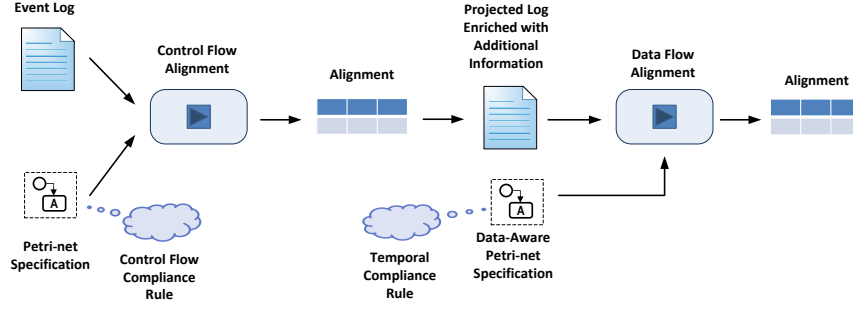 Event Log
Control Flow
Alignment
Alignment
Projected Log
Enriched with
Additional
Information
Data Flow
Alignment
Alignment
A
Petri-net
Specification
Control Flow
Compliance
Rule
Temporal
Compliance
Rule
A
Data-Aware
Petri-net
Specification